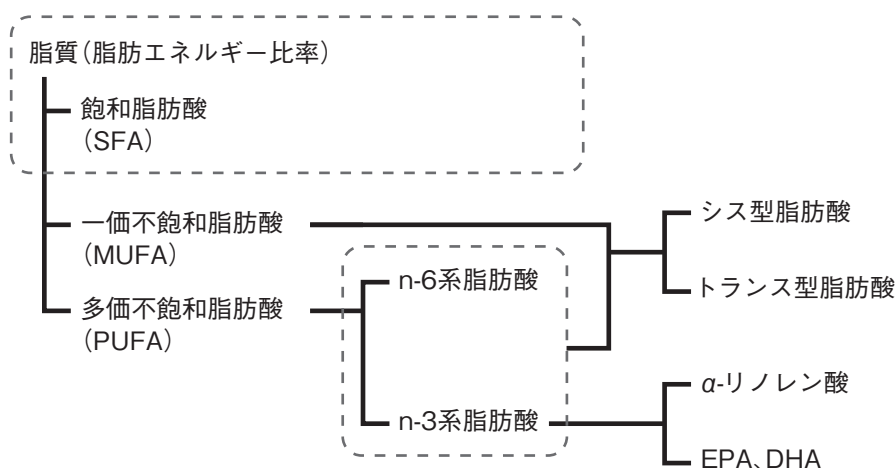 脂質(脂肪エネルギー比率)
飽和脂肪酸
(SFA)
一価不飽和脂肪酸
(MUFA)
多価不飽和脂肪酸
(PUFA)
n-6系脂肪酸
n-3系脂肪酸
シス型脂肪酸
トランス型脂肪酸
α-リノレン酸
EPA、DHA